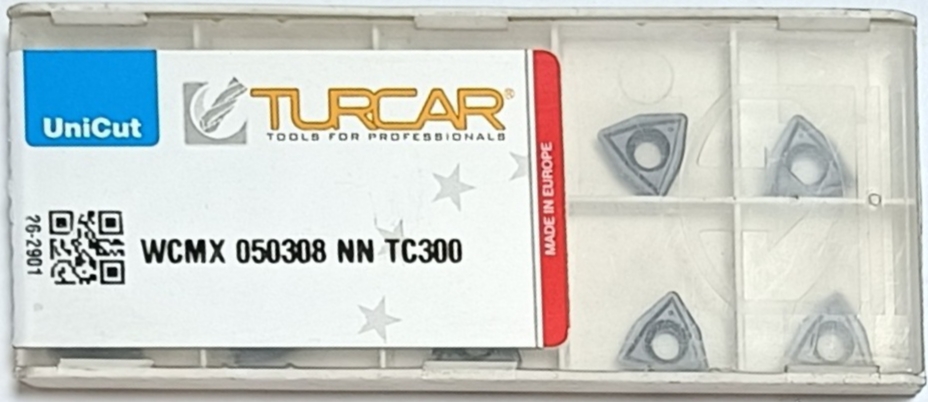 UniCut
TURCAR®
TOOLS FOR PROFESSIONALS
MADE IN EUROPE
26-2901
WCMX 050308 NN TC300